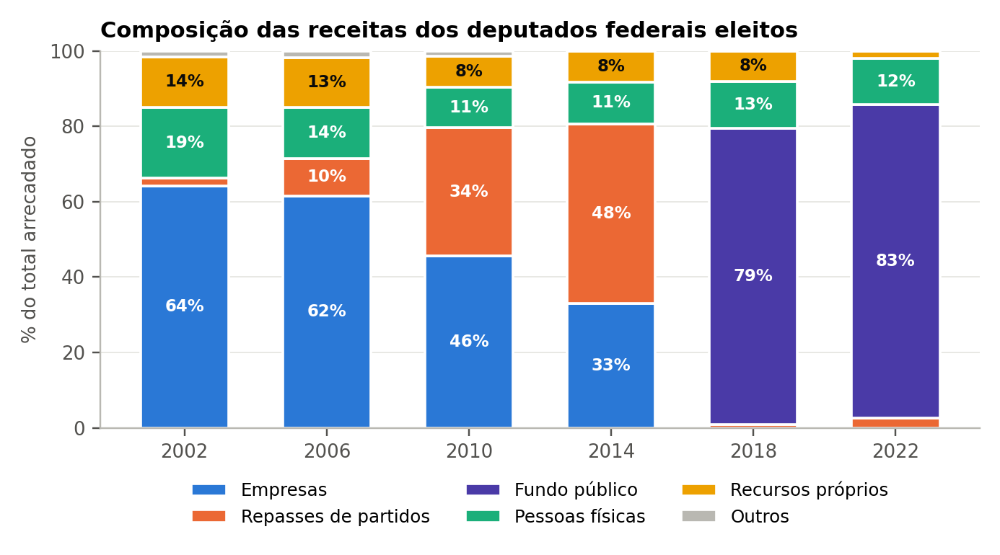 Composição das receitas dos deputados federais eleitos
% do total arrecadado
100
80
60
40
20
0
14%
19%
64%
13%
14%
10%
62%
8%
11%
34%
46%
8%
11%
48%
33%
8%
13%
79%
12%
83%
2002 2006 2010 2014 2018 2022
Empresas
Repasses de partidos
Fundo público
Pessoas físicas
Recursos próprios
Outros